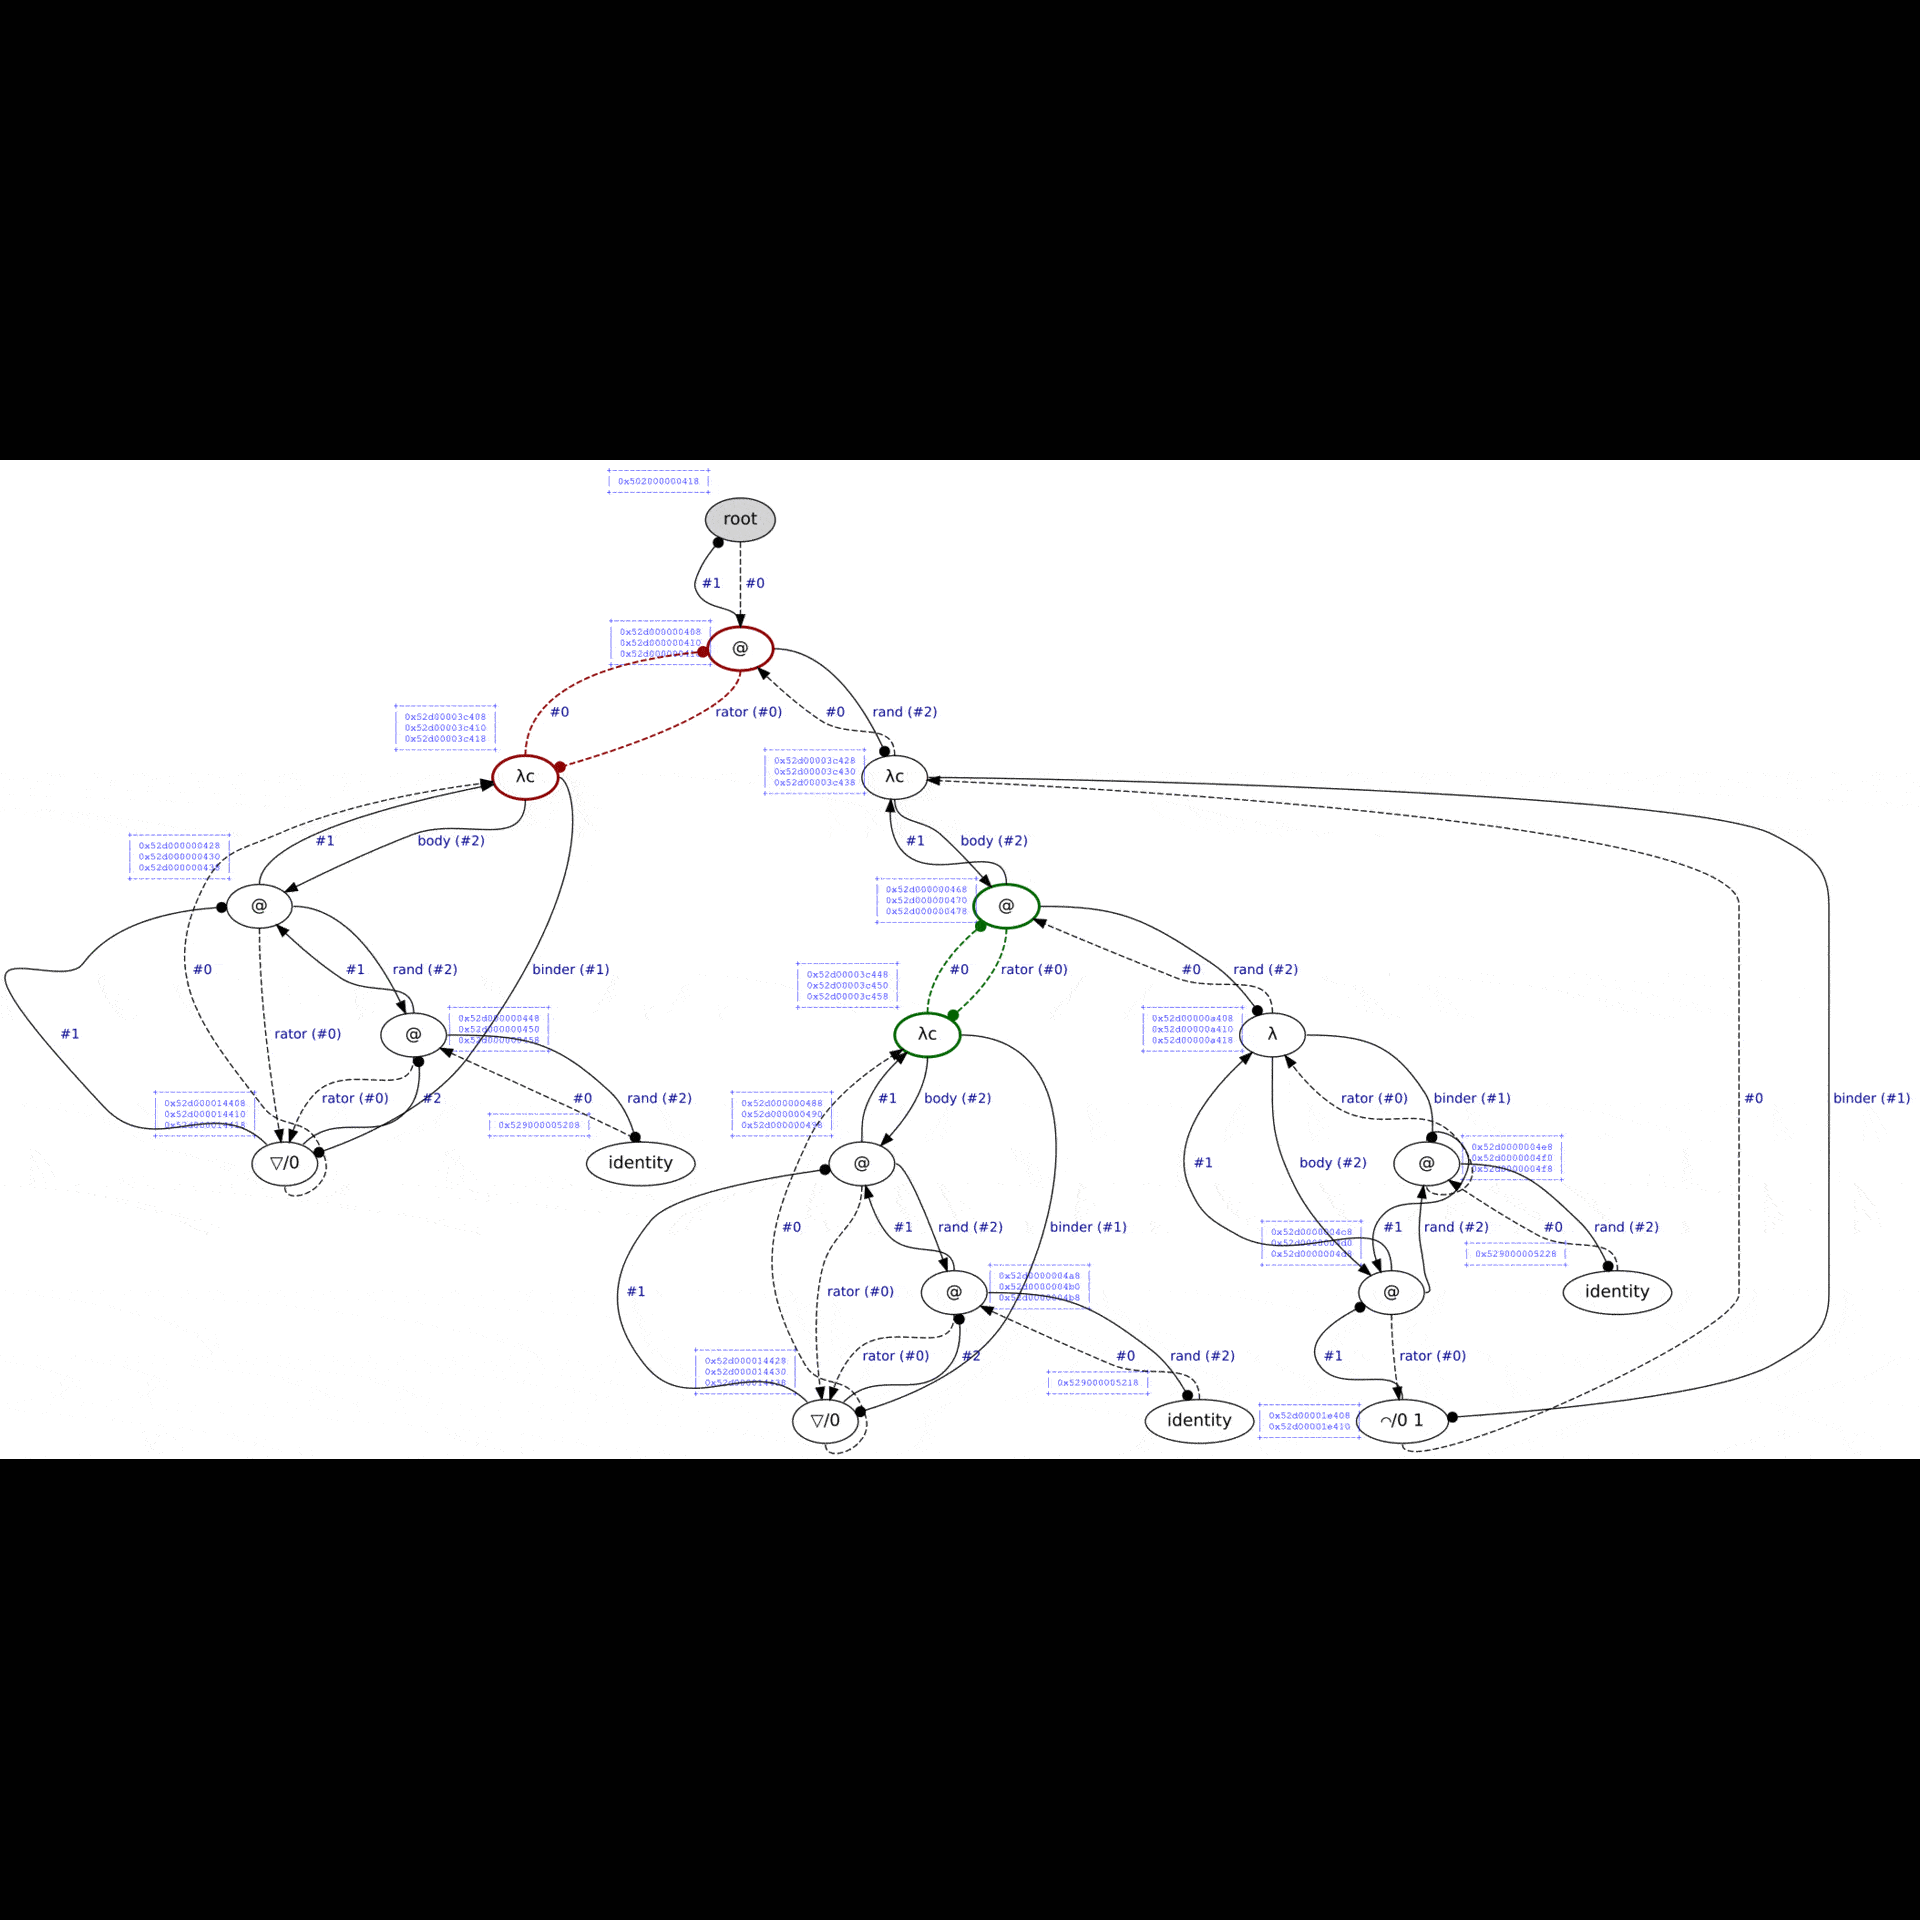 0x502000000418
root
#1
#0
0x52d000000408
0x52d000000410
@
#0
rator (#0)
#0
rand (#2)
0x52d00003c408
0x52d00003c410
0x52d00003c418
λc
0x52d00003c428
0x52d00003c430
0x52d00003c438
λc
#1
body (#2)
#1
body (#2)
0x52d000000428
0x52d000000430
@
0x52d000000468
0x52d000000470
0x52d000000478
@
#0
#1
rand (#2)
binder (#1)
#0
rator (#0)
#0
rand (#2)
0x52d00003c448
0x52d00003c450
0x52d00003c458
#1
rator (#0)
@
0x52d000000448
0x52d000000450
0x52d000000458
λc
0x52d00000a408
0x52d00000a410
0x52d00000a418
λ
rator (#0)
#2
#0
rand (#2)
#1
body (#2)
rator (#0)
binder (#1)
#0
binder (#1)
0x52d000014408
0x52d000014410
0x52d000014418
0x529000005208
0x52d000000488
0x52d000000490
0x52d000000498
▽/0
identity
@
#1
body (#2)
@
0x52d0000004e8
0x52d0000004f0
0x52d0000004f8
#0
#1
rand (#2)
binder (#1)
#1
rand (#2)
#0
rand (#2)
0x52d0000004c8
0x52d0000004d0
0x52d0000004d8
0x529000005228
#1
rator (#0)
@
0x52d0000004a8
0x52d0000004b0
0x52d0000004b8
@
identity
rator (#0)
#2
#0
rand (#2)
#1
rator (#0)
0x52d000014428
0x52d000014430
0x52d000014438
0x529000005218
▽/0
identity
0x52d00001e408
0x52d00001e410
⌒/0 1